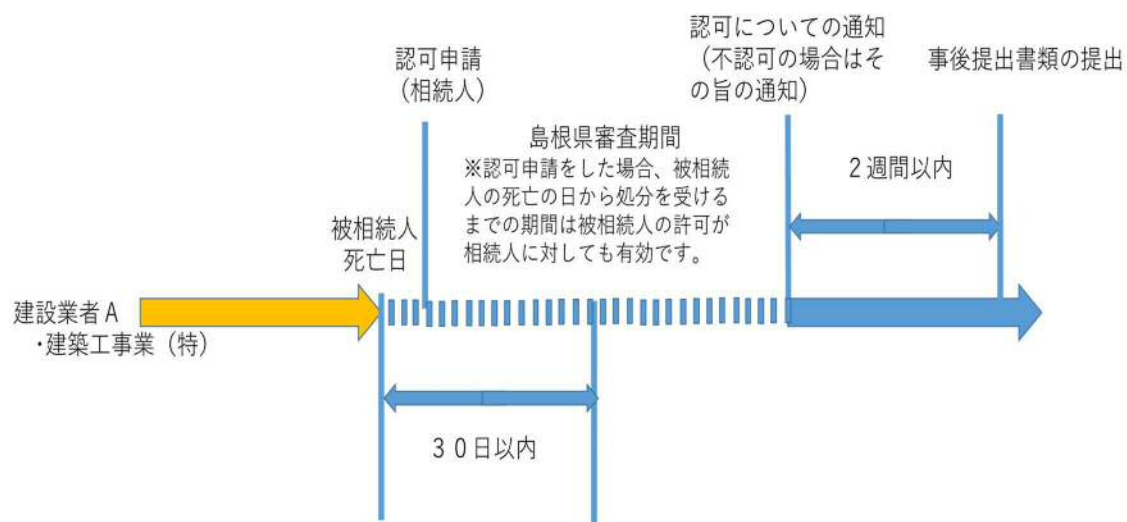 認可申請
（相続人）
認可についての通知
（不認可の場合はそ
の旨の通知）
事後提出書類の提出
島根県審査期間
※認可申請をした場合、被相続
人の死亡の日から処分を受ける
までの期間は被相続人の許可が
相続人に対しても有効です。
２週間以内
被相続人
死亡日
建設業者Ａ
・建築工事業（特）
３０日以内